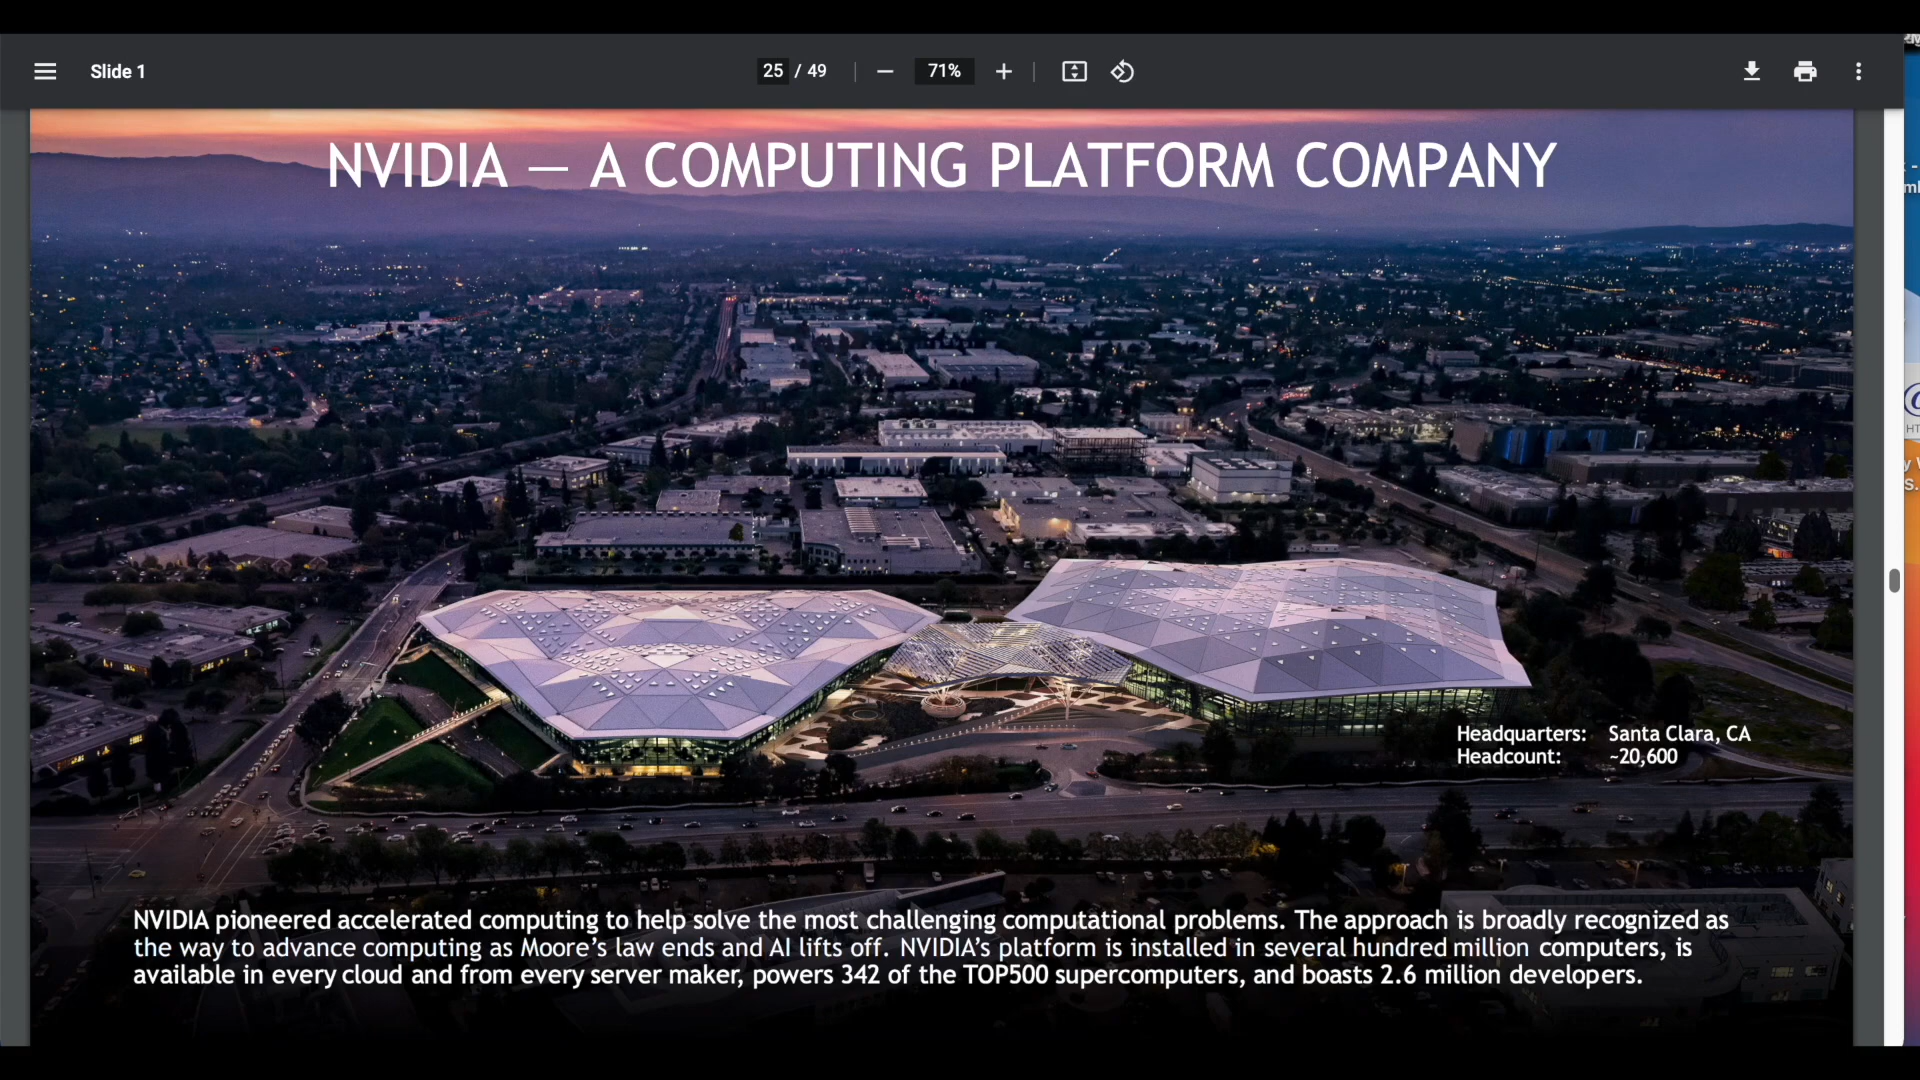 Slide 1
25 / 49
71%
NVIDIA — A COMPUTING PLATFORM COMPANY
Headquarters: Santa Clara, CA
Headcount: ~20,600
NVIDIA pioneered accelerated computing to help solve the most challenging computational problems. The approach is broadly recognized as
the way to advance computing as Moore’s law ends and AI lifts off. NVIDIA’s platform is installed in several hundred million computers, is
available in every cloud and from every server maker, powers 342 of the TOP500 supercomputers, and boasts 2.6 million developers.